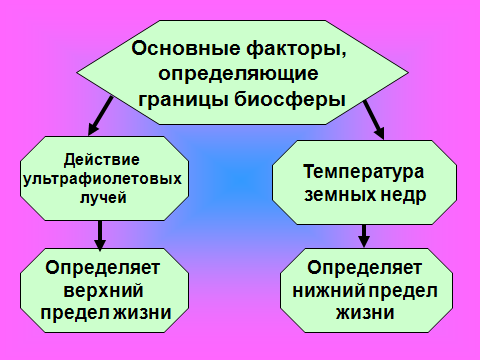 Основные факторы,
определяющие
границы биосферы
Действие
ультрафиолетовых
лучей
Температура
земных недр
Определяет
верхний
предел жизни
Определяет
нижний предел
жизни